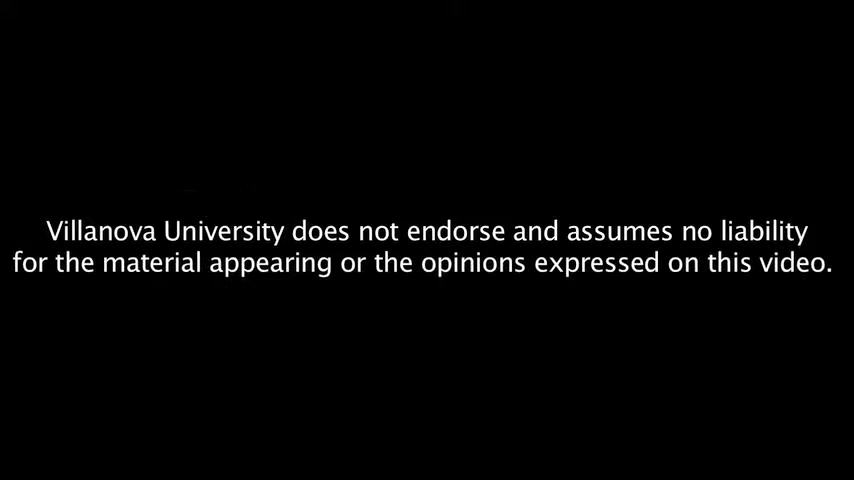 Villanova University does not endorse and assumes no liability
for the material appearing or the opinions expressed on this video.